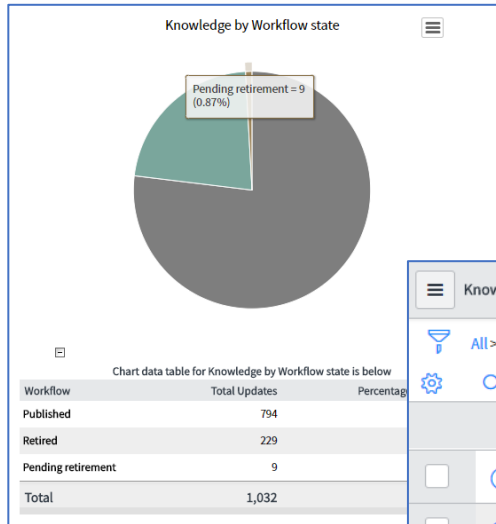 Knowledge by Workflow state
Pending retirement = 9
(0.87%)
Chart data table for Knowledge by Workflow state is below
Workflow Total Updates Percentag
Published 794
Retired 229
Pending retirement 9
Total 1,032
Know
All >